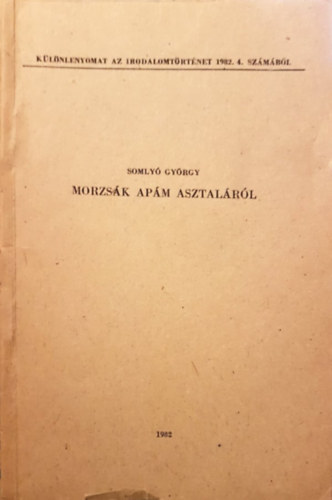 KÜLÖNLENYOMAT AZ IRODALOMTÖRTÉNET 1982. 4. SZÁMÁBÓL
SOMLYÓ GYÖRGY
MORZSÁK APÁM ASZTALÁRÓL
1982